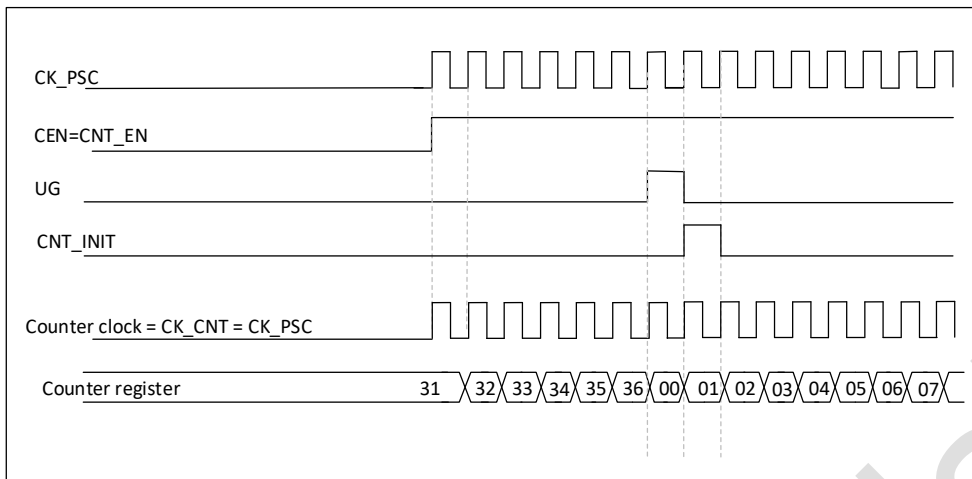 CK_PSC
CEN=CNT_EN
UG
CNT_INIT
Counter clock = CK_CNT = CK_PSC
Counter register 31 32 33 34 35 36 00 01 02 03 04 05 06 07